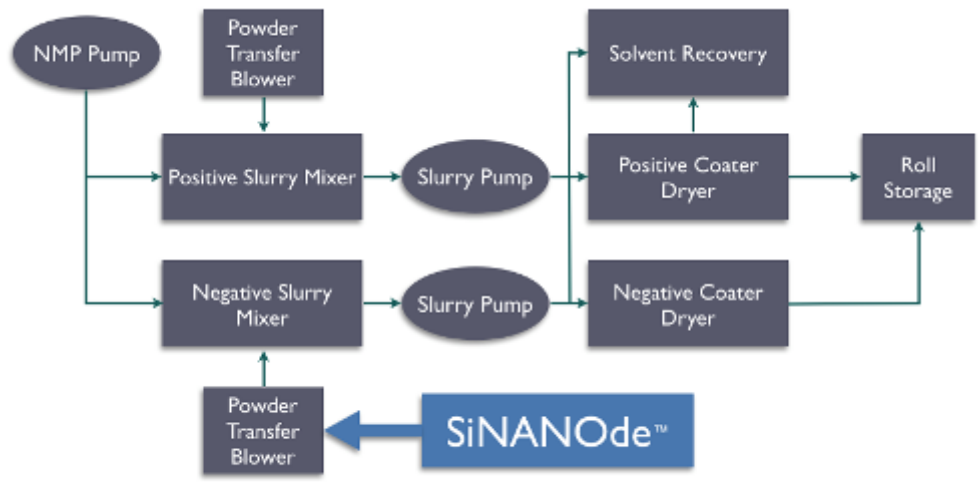 NMP Pump
Powder
Transfer
Blower
Solvent Recovery
Positive Slurry Mixer
Slurry Pump
Positive Coater
Dryer
Roll
Storage
Negative Slurry
Mixer
Slurry Pump
Negative Coater
Dryer
Powder
Transfer
Blower
SiNANOde™